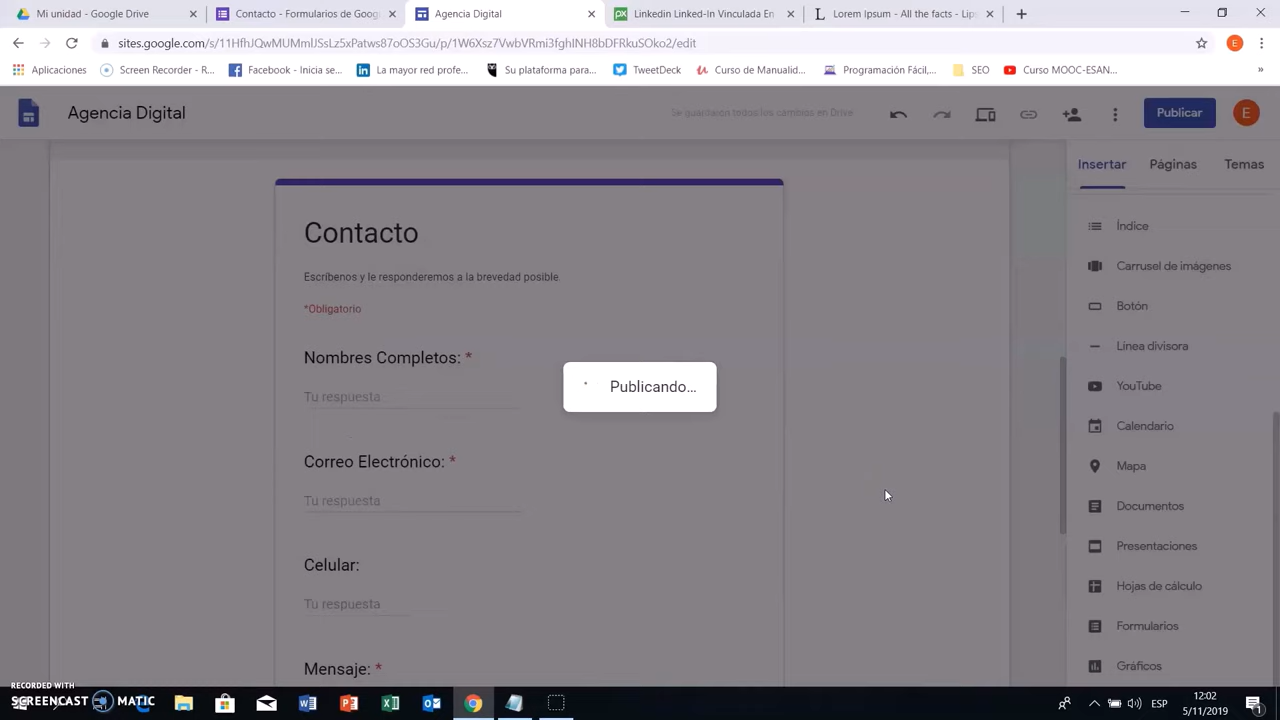 Mi unidad - Google Drive
Contacto - Formularios de Goog
Agencia Digital
Linkedin Linked-In Vinculada En
Lorem Ipsum - All the facts - Lip
sites.google.com/s/11HfhJQwMUMmIJSsLz5xPatws87oOS3Gu/p/1W6Xsz7VwbVRmi3fghINH8bDFRkuSOko2/edit
E
Aplicaciones
Screen Recorder - R...
Facebook - Inicia se...
La mayor red profe...
Su plataforma para...
TweetDeck
Curso de Manualid...
Programación Fácil,...
SEO
Curso MOOC-ESAN...
»
Agencia Digital
Se guardaron todos los cambios en Drive
Publicar
E
Insertar
Páginas
Temas
Contacto
Escríbenos y le responderemos a la brevedad posible.
*Obligatorio
Nombres Completos: *
Tu respuesta
Correo Electrónico: *
Tu respuesta
Celular:
Tu respuesta
Mensaje: *
Publicando...
Índice
Carrusel de imágenes
Botón
Línea divisora
YouTube
Calendario
Mapa
Documentos
Presentaciones
Hojas de cálculo
Formularios
Gráficos
RECORDED WITH
SCREENCAST MATIC
ESP
12:02
5/11/2019